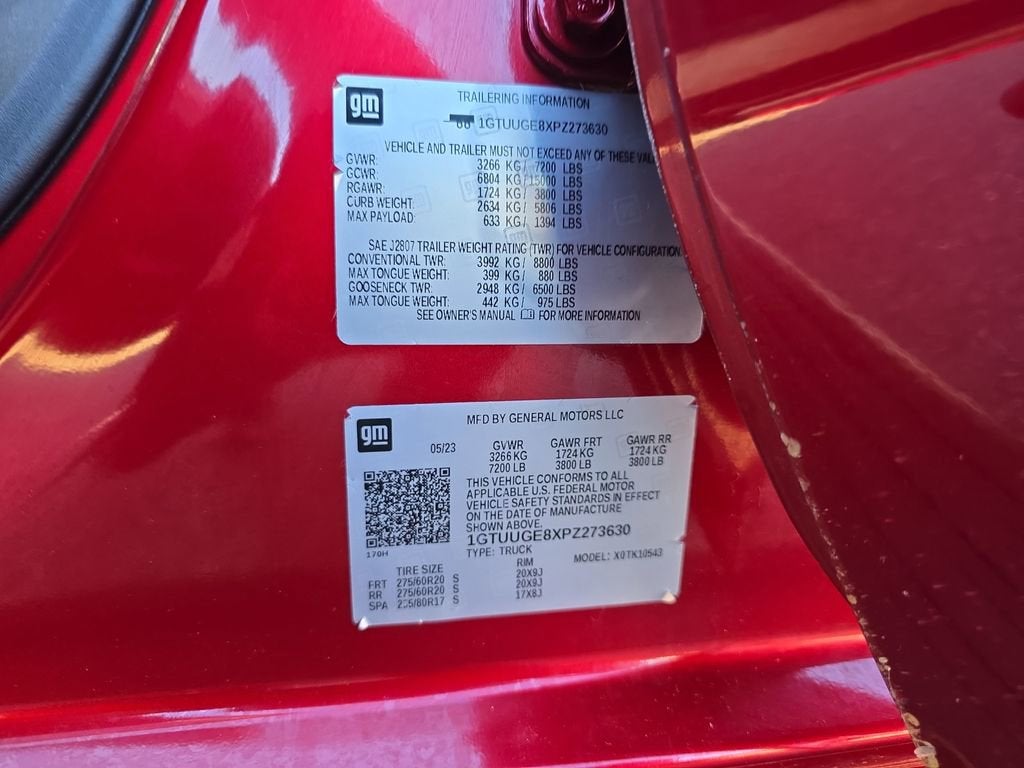 gm
TRAILERING INFORMATION
1GTUUGE8XPZ273630
VEHICLE AND TRAILER MUST NOT EXCEED ANY OF THESE
GVWR: 3266 KG / 7200 LBS
GCWR: 6804 KG / 15000 LBS
RGAWR: 1724 KG / 3800 LBS
CURB WEIGHT: 2634 KG / 5806 LBS
MAX PAYLOAD: 633 KG / 1394 LBS
SAE J2807 TRAILER WEIGHT RATING (TWR) FOR VEHICLE CONFIGURATION
CONVENTIONAL TWR: 3992 KG / 8800 LBS
MAX TONGUE WEIGHT: 399 KG / 880 LBS
GOOSENECK TWR: 2948 KG / 6500 LBS
MAX TONGUE WEIGHT: 442 KG / 975 LBS
SEE OWNER'S MANUAL FOR MORE INFORMATION
gm
MFD BY GENERAL MOTORS LLC
05/23 GVWR GAWR FRT GAWR RR
3266 KG 1724 KG 1724 KG
7200 LB 3800 LB 3800 LB
THIS VEHICLE CONFORMS TO ALL
APPLICABLE U.S. FEDERAL MOTOR
VEHICLE SAFETY STANDARDS IN EFFECT
ON THE DATE OF MANUFACTURE
SHOWN ABOVE.
1GTUUGE8XPZ273630
170H
TYPE: TRUCK MODEL: X0TK10543
TIRE SIZE RIM
FRT 275/60R20 S 20X9J
RR 275/60R20 S 20X9J
SPA S 17X8J